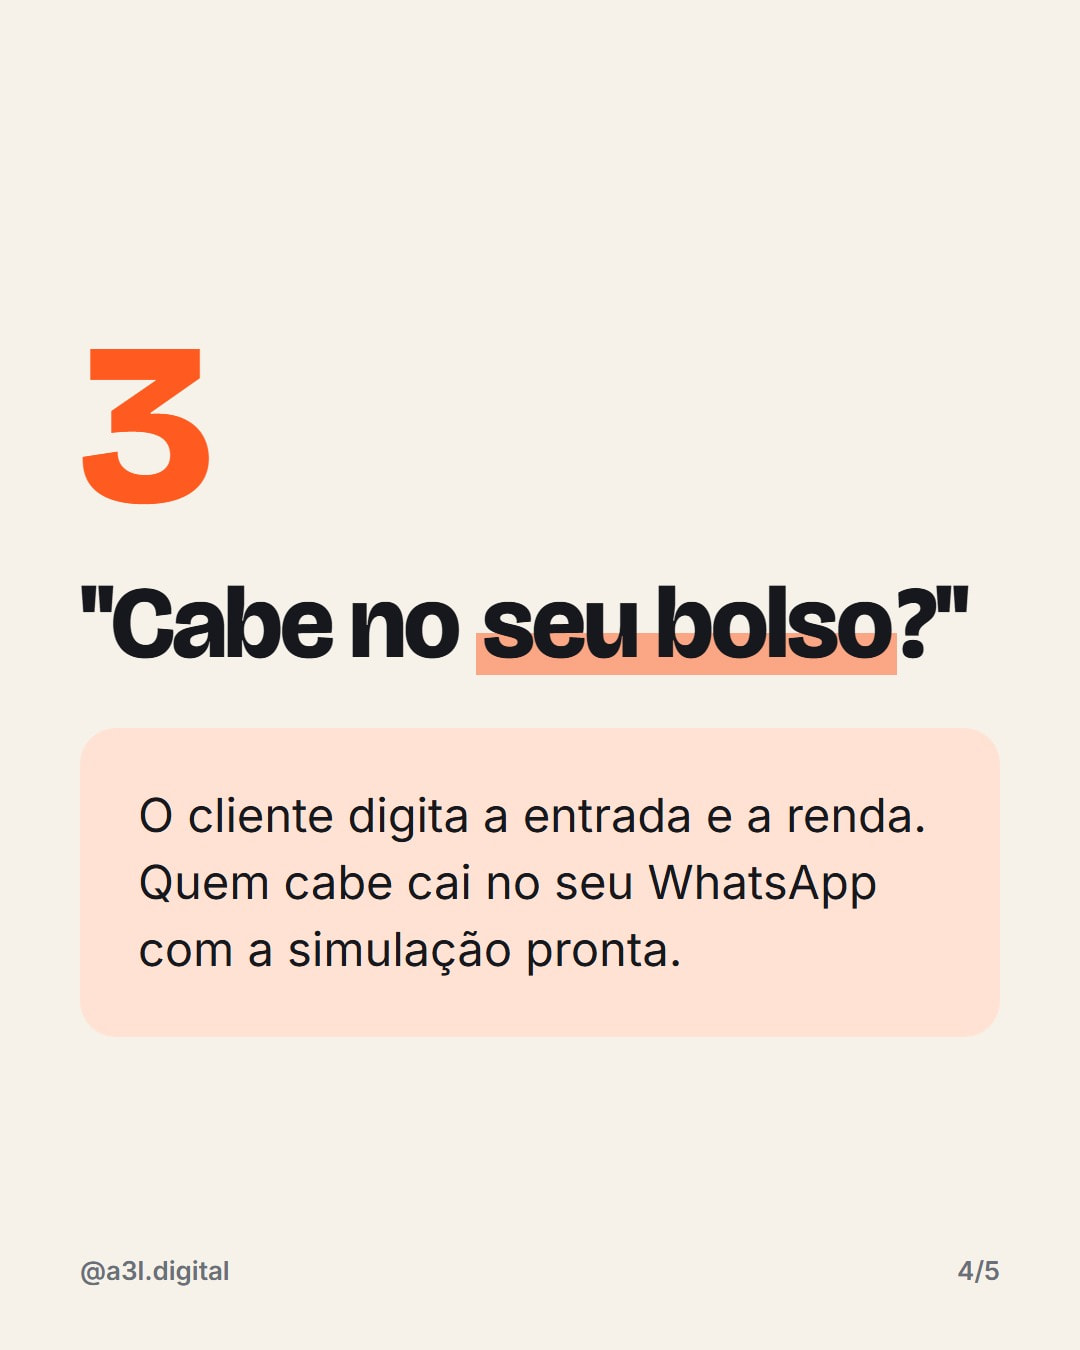 3
"Cabe no seu bolso?"
O cliente digita a entrada e a renda.
Quem cabe cai no seu WhatsApp
com a simulação pronta.
@a3l.digital
4/5